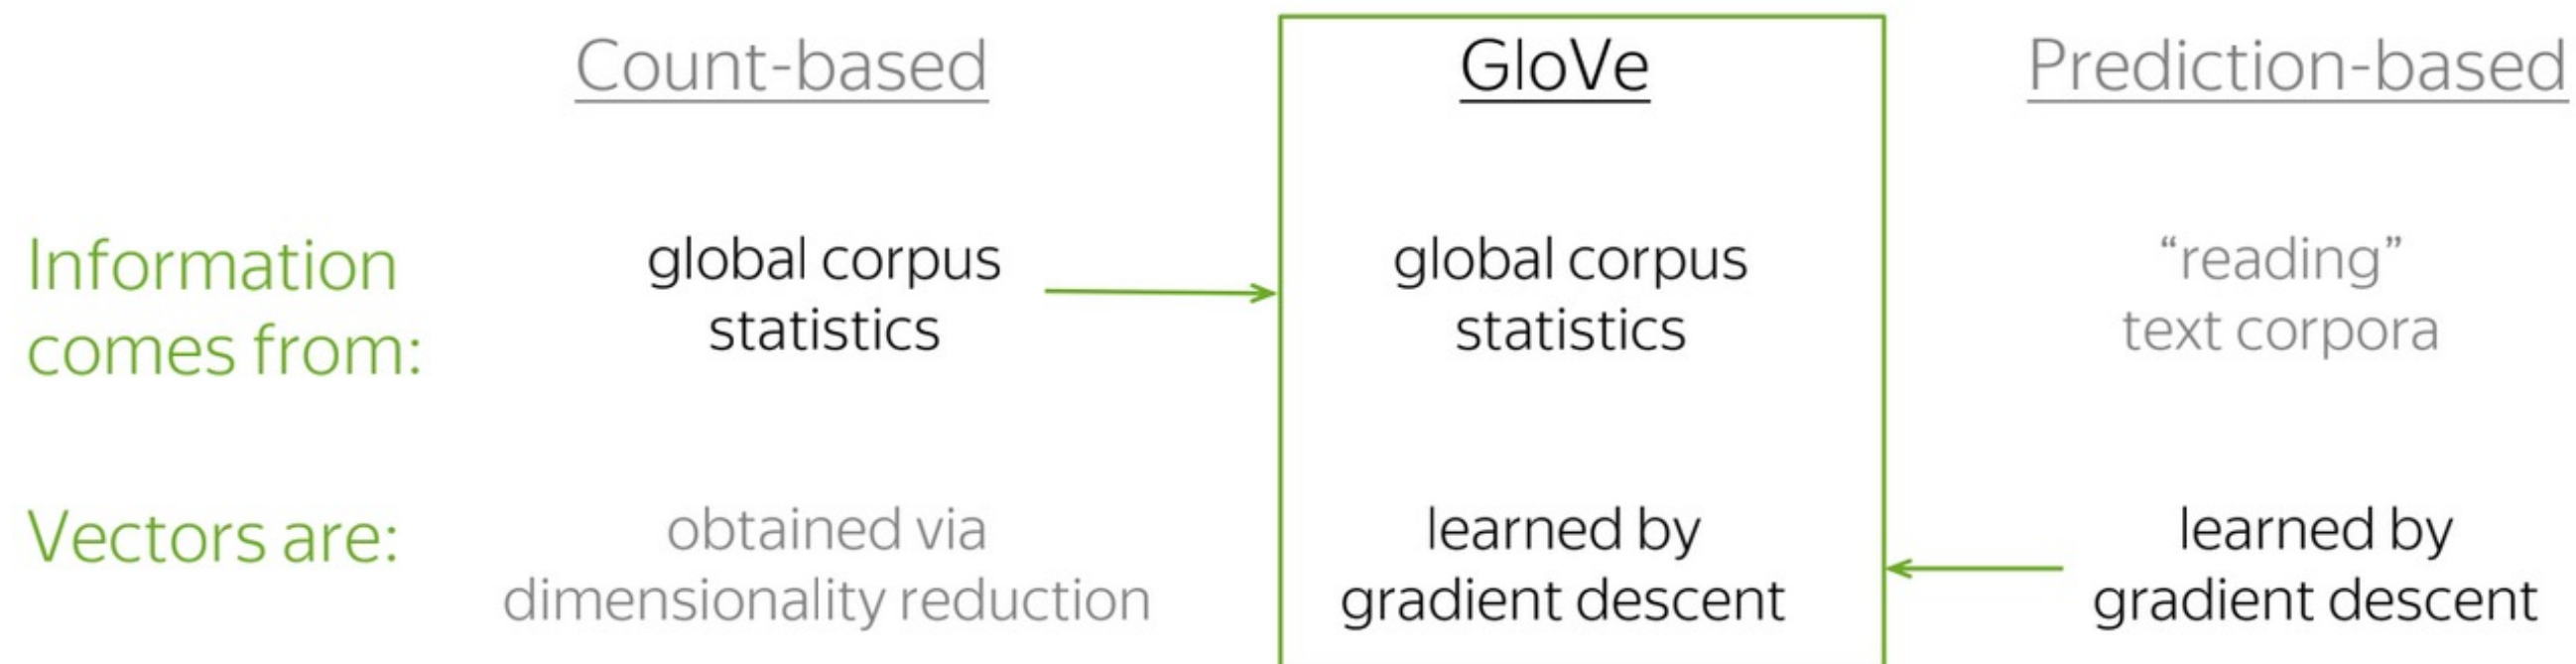 Count-based
GloVe
Prediction-based
Information
comes from:
global corpus
statistics
global corpus
statistics
“reading”
text corpora
Vectors are:
obtained via
dimensionality reduction
learned by
gradient descent
learned by
gradient descent